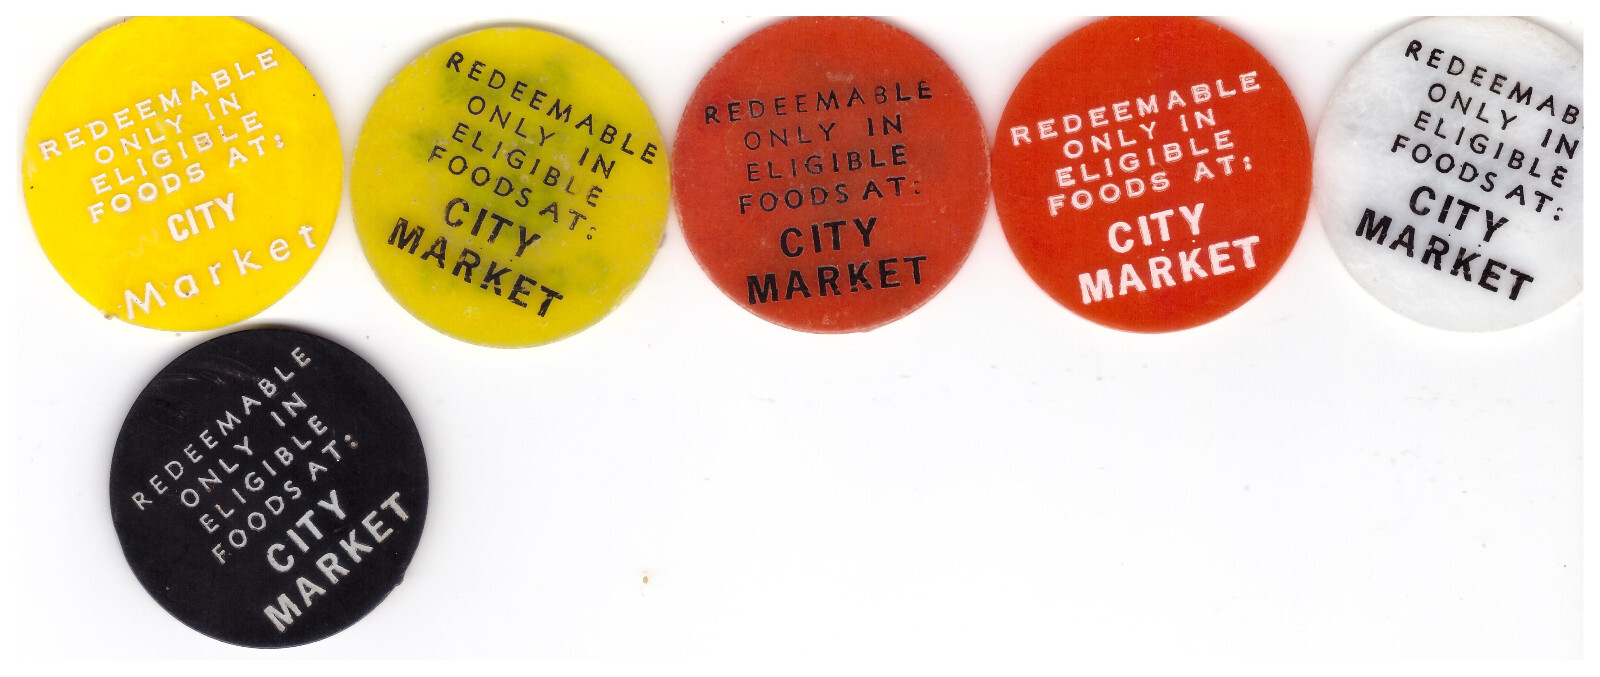 REDEEMABLE
ONLY IN
ELIGIBLE
FOODS AT:
CITY
Market
REDEEMABLE
ONLY IN
ELIGIBLE
FOODS AT:
CITY
MARKET
REDEEMABLE
ONLY IN
ELIGIBLE
FOODS AT:
CITY
MARKET
REDEEMABLE
ONLY IN
ELIGIBLE
FOODS AT:
CITY
MARKET
REDEEMAB
ONLY IN
ELIGIBLE
FOODS AT:
CITY
MARKET
REDEEMABLE
ONLY IN
ELIGIBLE
FOODS AT:
CITY
MARKET